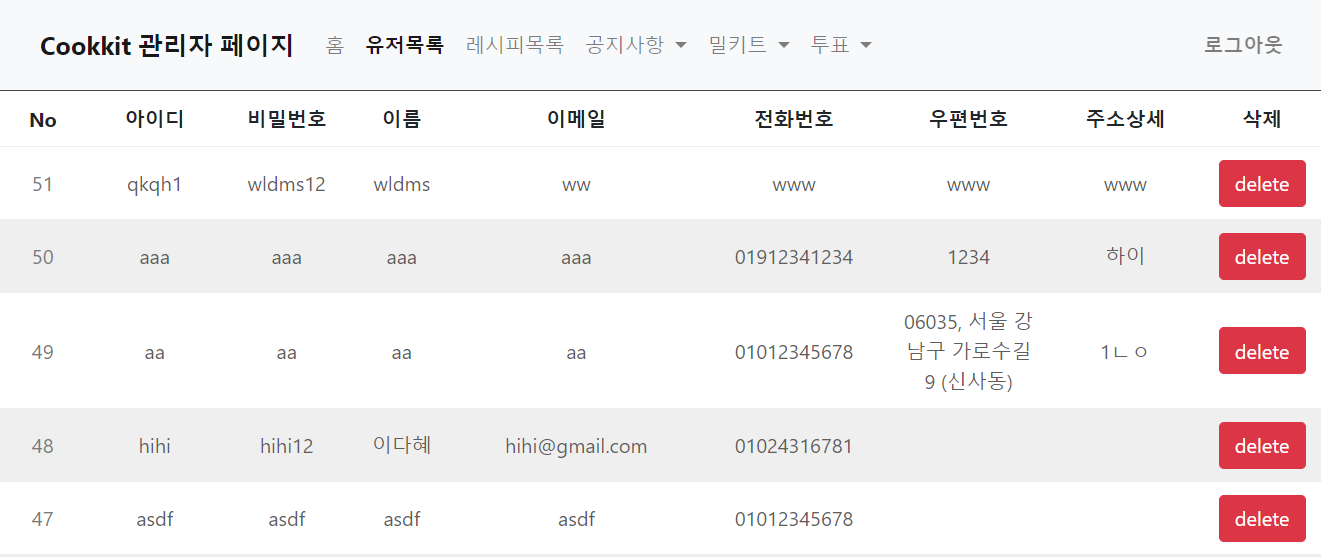 Cookkit 관리자 페이지 홈 유저목록 레시피목록 공지사항 밀키트 투표 로그아웃
No 아이디 비밀번호 이름 이메일 전화번호 우편번호 주소상세 삭제
51 qkqh1 wldms12 wldms ww www www www delete
50 aaa aaa aaa aaa 01912341234 1234 하이 delete
49 aa aa aa aa 01012345678 06035, 서울 강
남구 가로수길
9 (신사동) 1ㄴㅇ delete
48 hihi hihi12 이다혜 hihi@gmail.com 01024316781 delete
47 asdf asdf asdf asdf 01012345678 delete